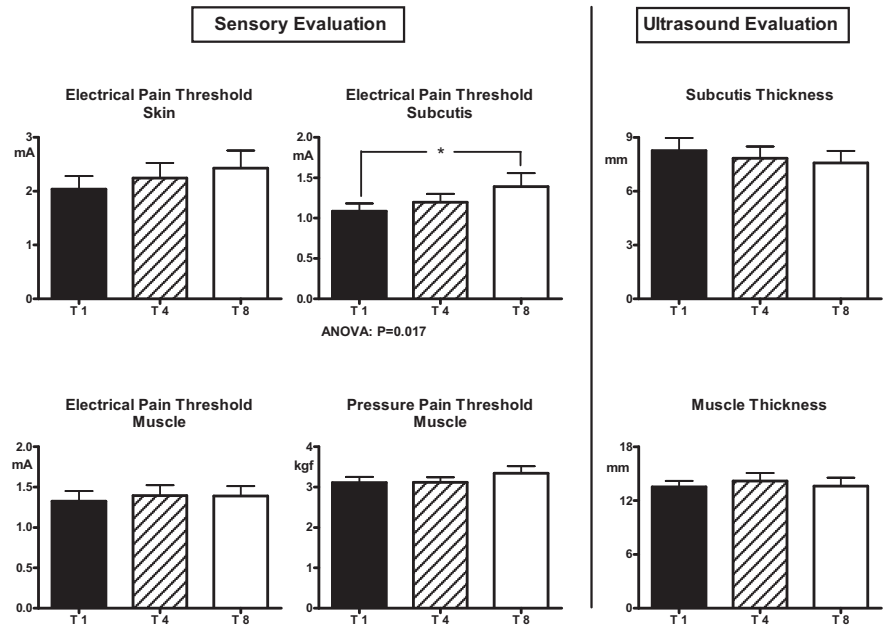 Sensory Evaluation
Ultrasound Evaluation
Electrical Pain Threshold
Skin
3
mA
2
1
0
T 1 T 4 T 8
Electrical Pain Threshold
Subcutis
2.0
mA
1.5
1.0
0.5
0.0
*
T 1 T 4 T 8
ANOVA: P=0.017
Subcutis Thickness
9
mm
6
3
0
T 1 T 4 T 8
Electrical Pain Threshold
Muscle
2.0
mA
1.5
1.0
0.5
0.0
T 1 T 4 T 8
Pressure Pain Threshold
Muscle
4
kgf
3
2
1
0
T 1 T 4 T 8
Muscle Thickness
18
mm
12
6
0
T 1 T 4 T 8